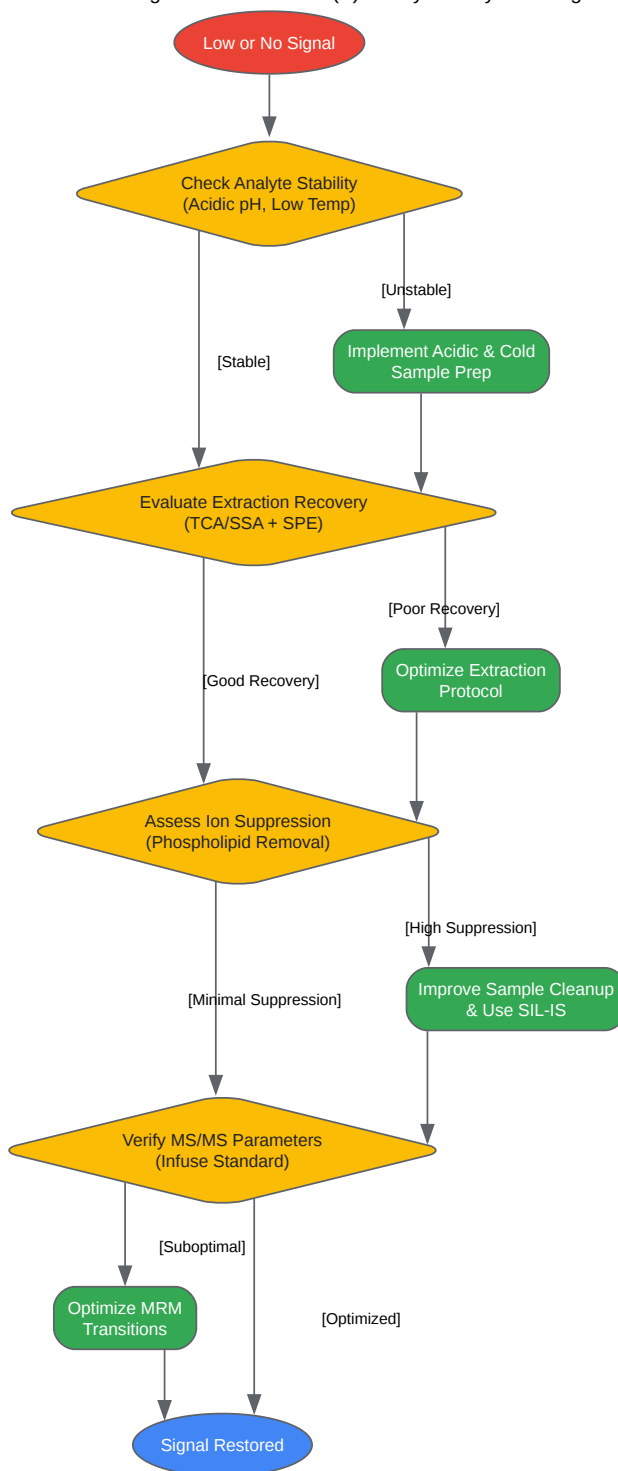 Low or No Signal
Check Analyte Stability
(Acidic pH, Low Temp)
[Unstable]
Implement Acidic & Cold
Sample Prep
[Stable]
Evaluate Extraction Recovery
(TCA/SSA + SPE)
[Poor Recovery]
Optimize Extraction
Protocol
[Good Recovery]
Assess Ion Suppression
(Phospholipid Removal)
[High Suppression]
Improve Sample Cleanup
& Use SIL-IS
[Minimal Suppression]
Verify MS/MS Parameters
(Infuse Standard)
[Suboptimal]
Optimize MRM
Transitions
[Optimized]
Signal Restored